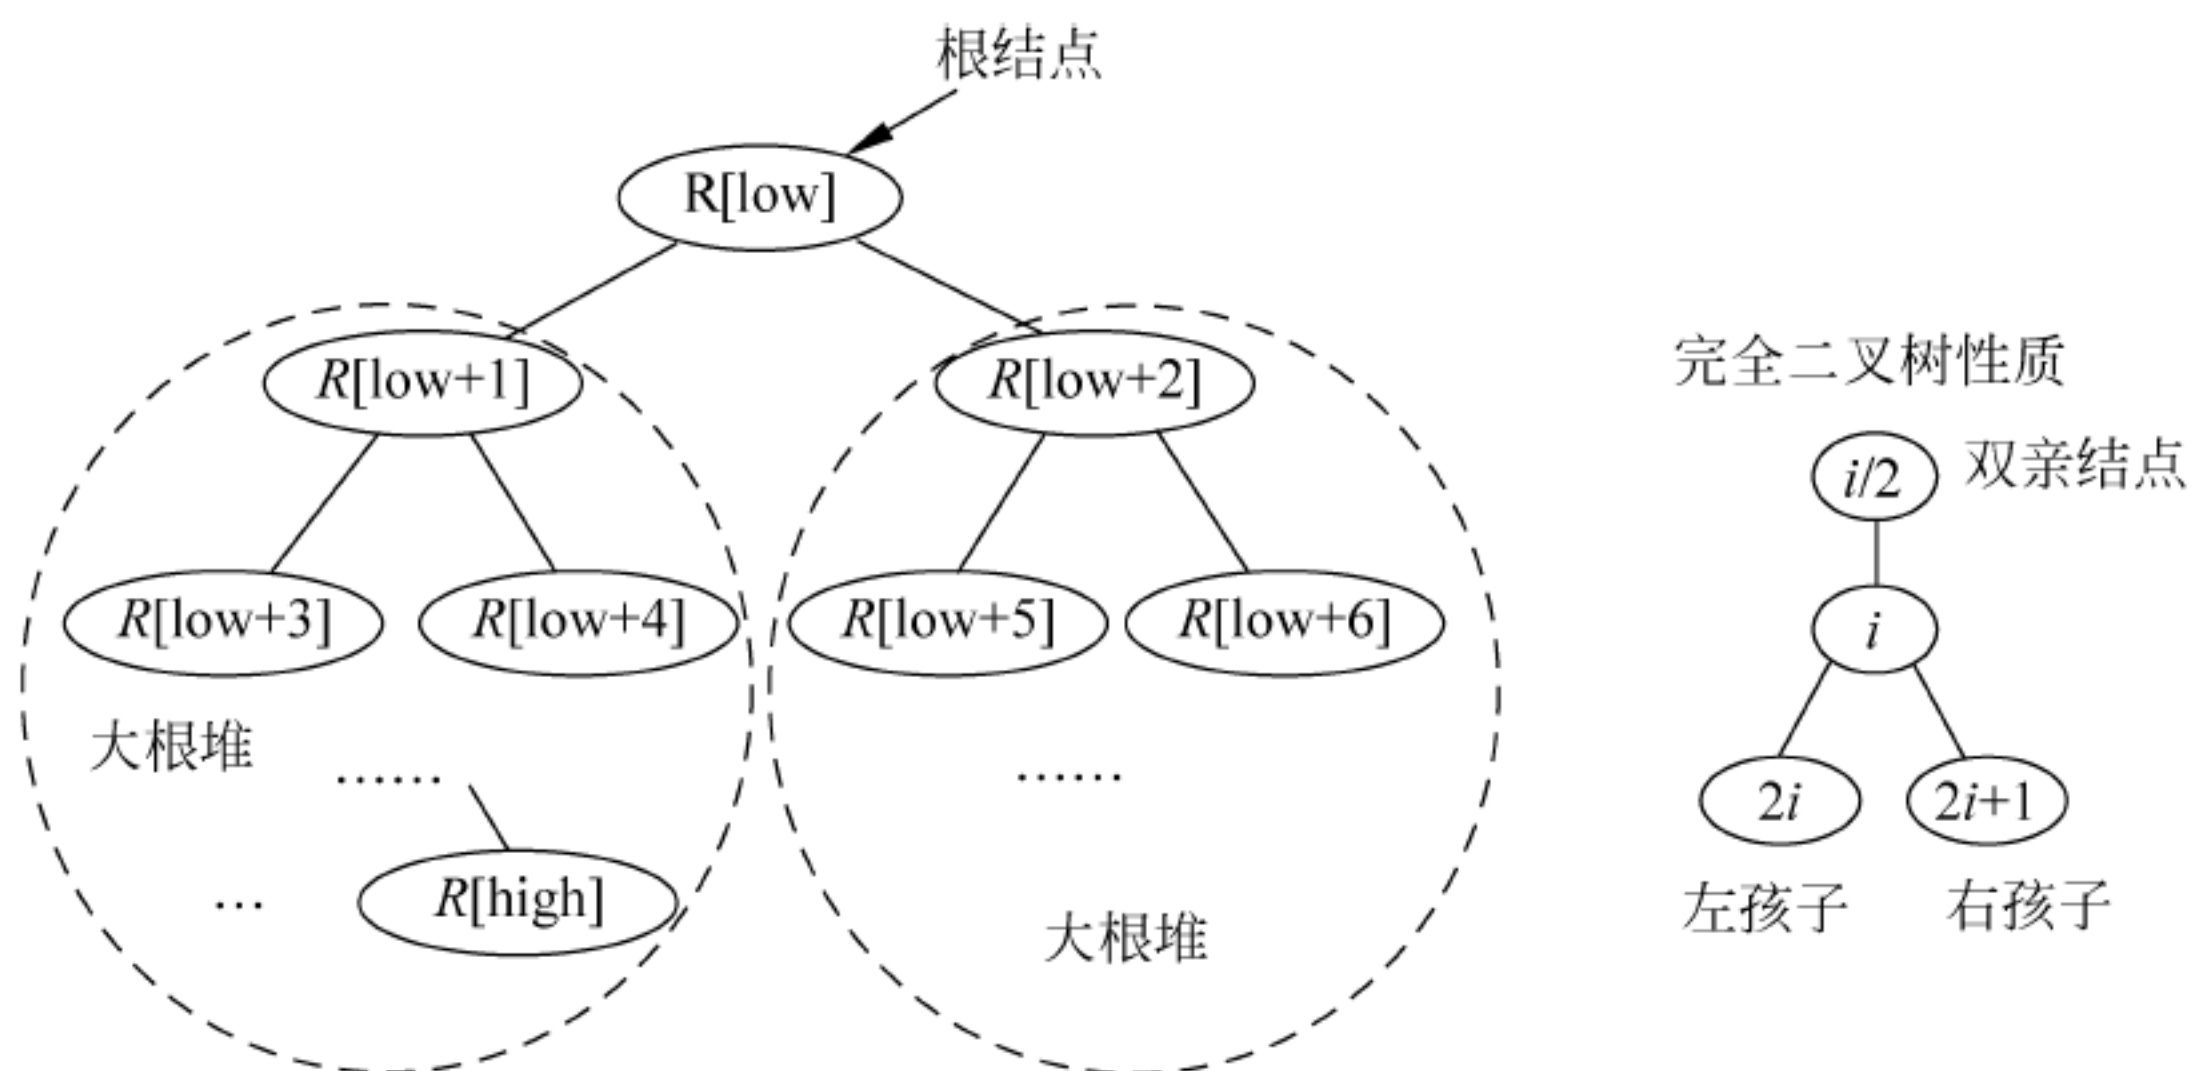 根结点
R[low]
R[low+1]
R[low+2]
R[low+3]
R[low+4]
R[low+5]
R[low+6]
大根堆
......
......
...
R[high]
大根堆
完全二叉树性质
i/2
双亲结点
i
2i
2i+1
左孩子
右孩子